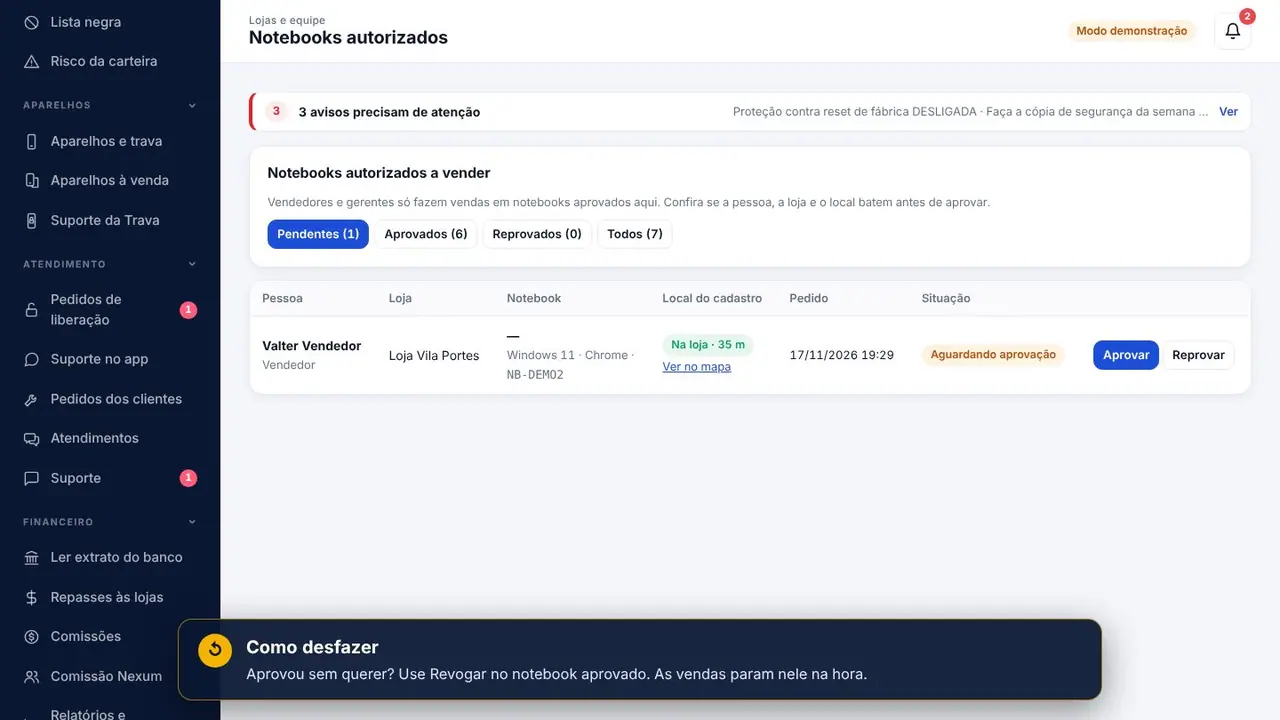 Lista negra
Risco da carteira
APARELHOS
Aparelhos e trava
Aparelhos à venda
Suporte da Trava
ATENDIMENTO
Pedidos de
liberação
1
Suporte no app
Pedidos dos clientes
Atendimentos
Suporte
1
FINANCEIRO
Ler extrato do banco
Repasses às lojas
Comissões
Comissão Nexum
Relatórios e
Lojas e equipe
Notebooks autorizados
Modo demonstração
2
3
3 avisos precisam de atenção
Proteção contra reset de fábrica DESLIGADA · Faça a cópia de segurança da semana ...
Ver
Notebooks autorizados a vender
Vendedores e gerentes só fazem vendas em notebooks aprovados aqui. Confira se a pessoa, a loja e o local batem antes de aprovar.
Pendentes (1)
Aprovados (6)
Reprovados (0)
Todos (7)
Pessoa
Loja
Notebook
Local do cadastro
Pedido
Situação
Valter Vendedor
Vendedor
Loja Vila Portes
—
Windows 11 · Chrome ·
NB-DEMO2
Na loja · 35 m
Ver no mapa
17/11/2026 19:29
Aguardando aprovação
Aprovar
Reprovar
Como desfazer
Aprovou sem querer? Use Revogar no notebook aprovado. As vendas param nele na hora.